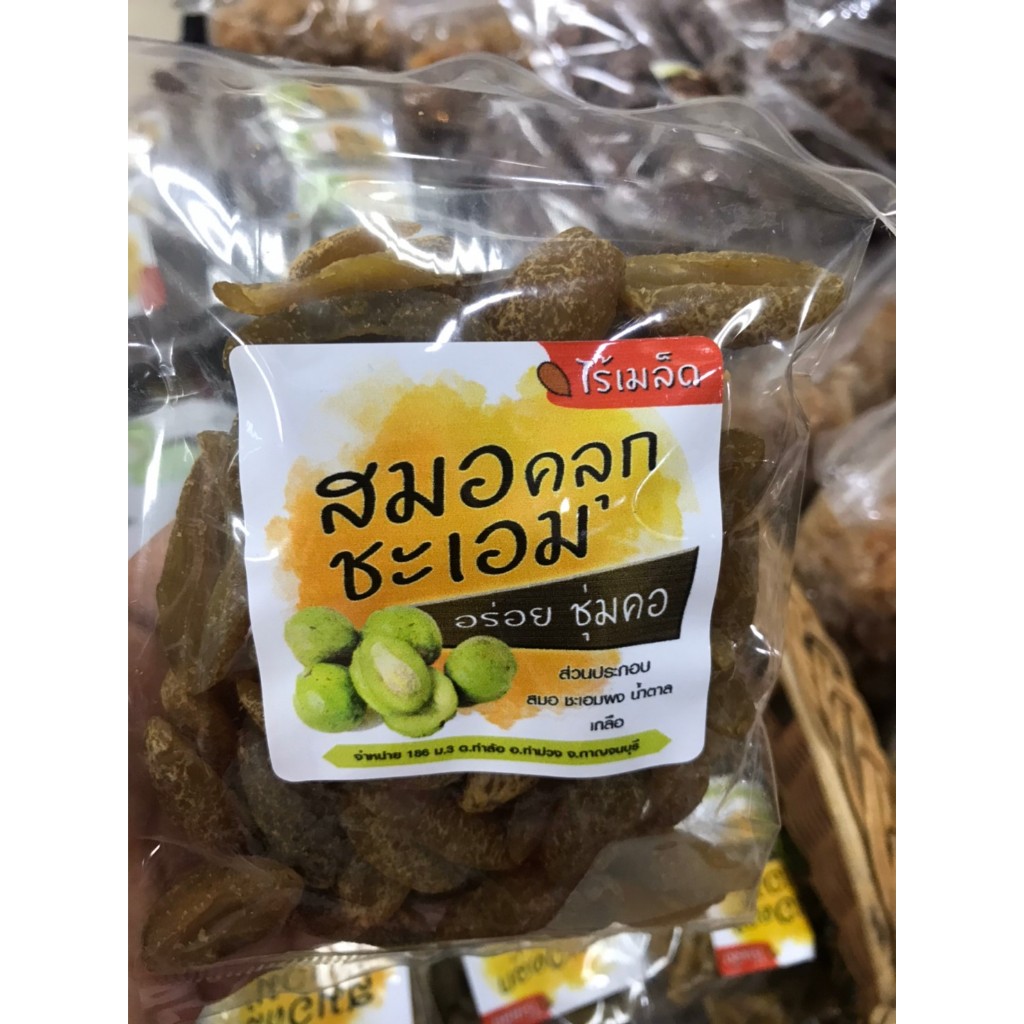 ไร้เมล็ด
สมอคลุก
ชะเอม
อร่อย ชุ่มคอ
ส่วนประกอบ
สมอ ชะเอมผง น้ำตาล
เกลือ
จำหน่าย 186 ม.3 ต.ท่าล้อ อ.ท่าม่วง จ.กาญจนบุรี